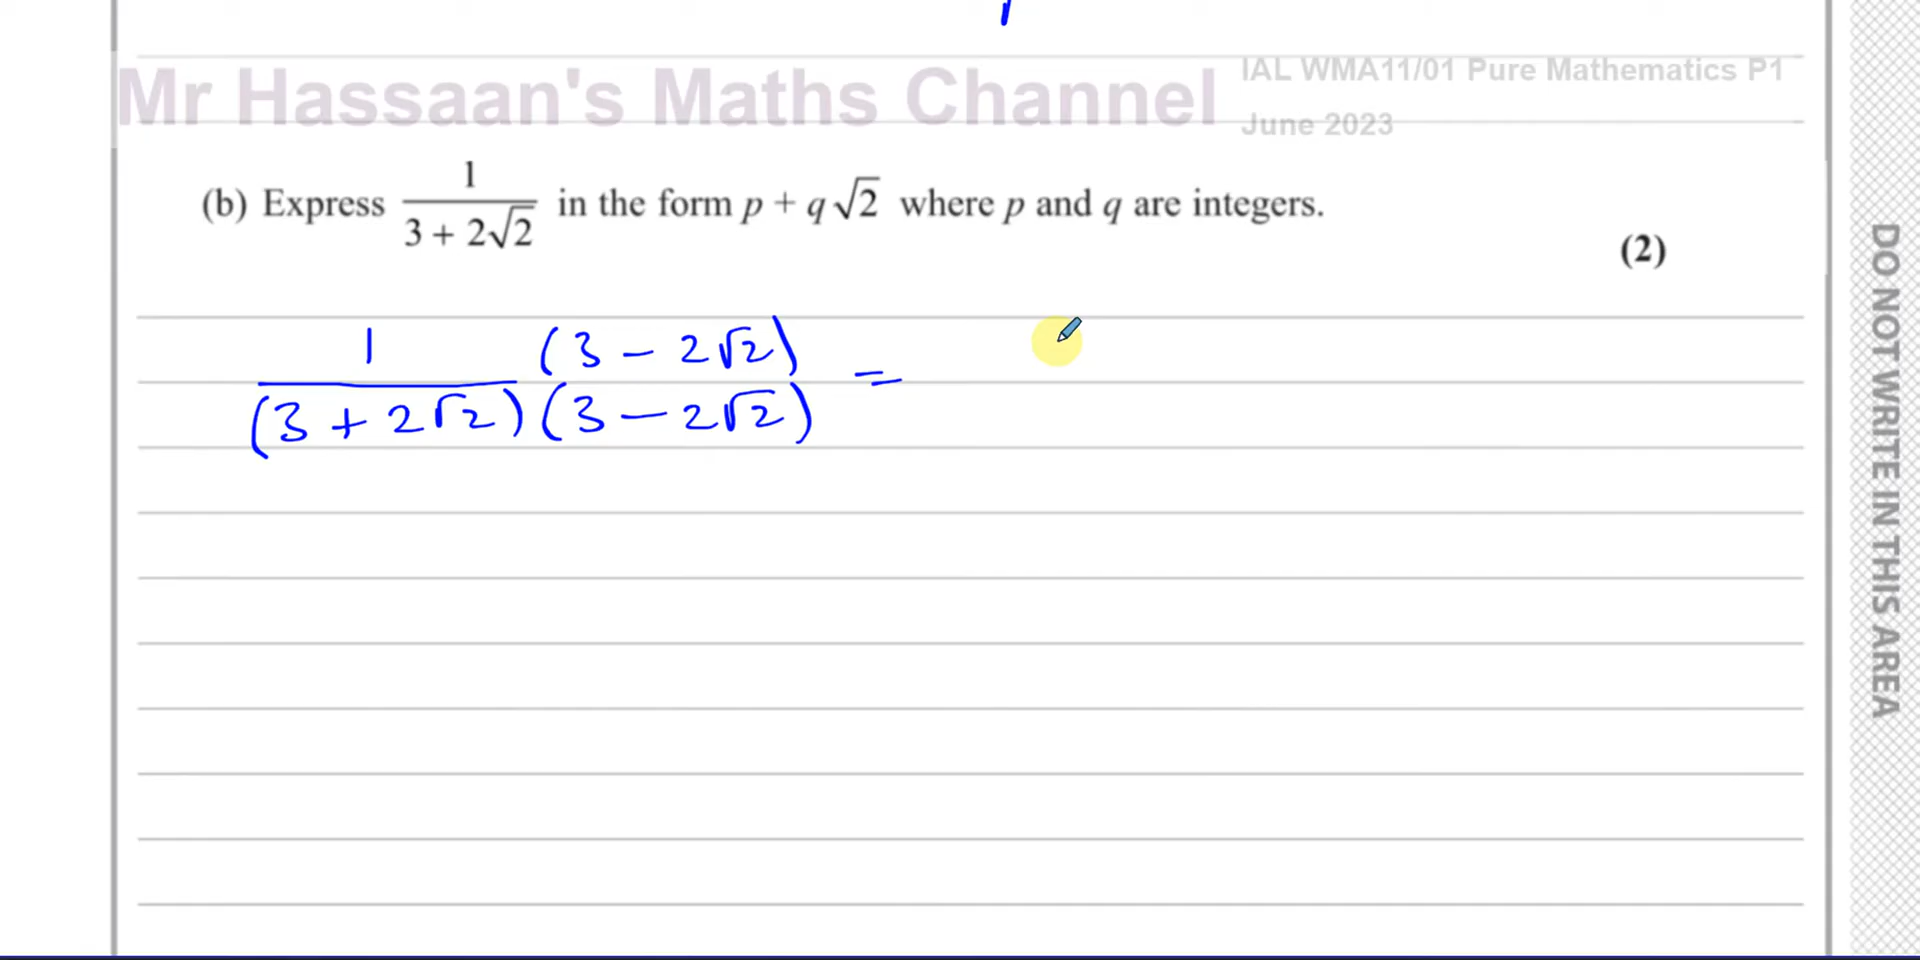 Mr Hassaan's Maths Channel
IAL WMA11/01 Pure Mathematics P1
June 2023
(b) Express 1/(3 + 2√2) in the form p + q√2 where p and q are integers.
(2)
1 (3 - 2√2)
(3 + 2√2)(3 - 2√2) =
DO NOT WRITE IN THIS AREA